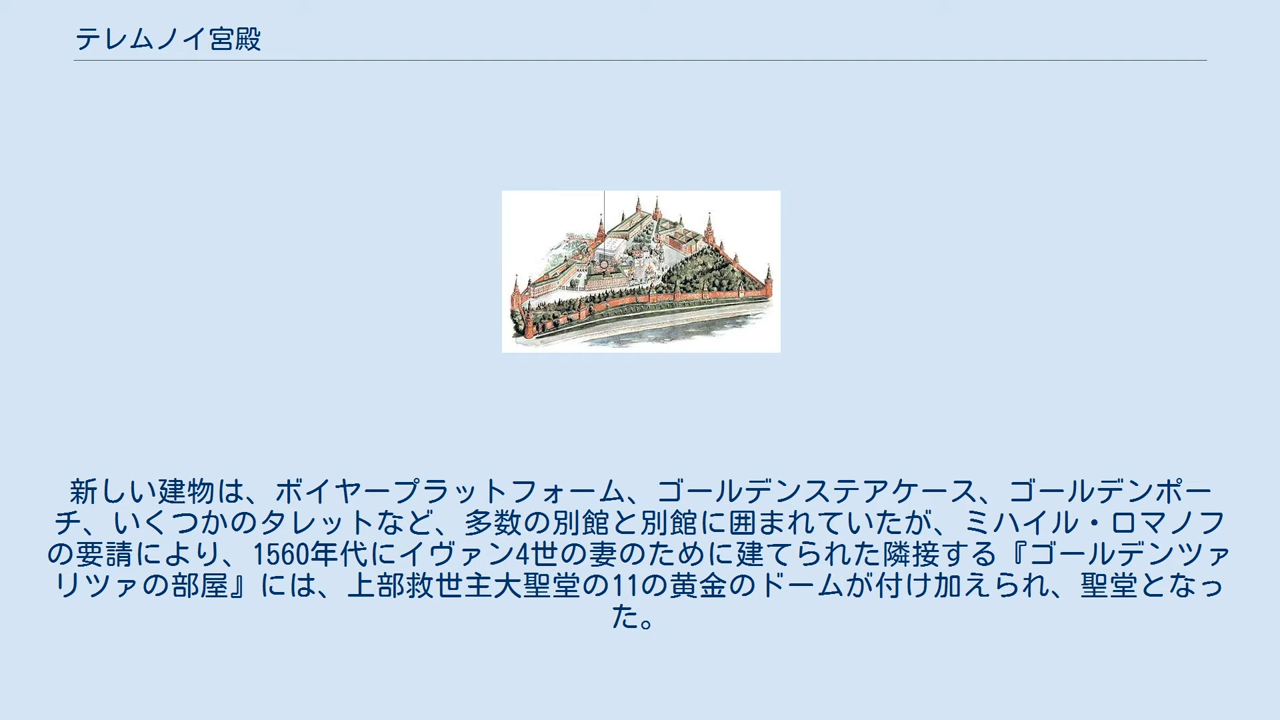 テレムノイ宮殿
新しい建物は、ボイヤープラットフォーム、ゴールデンステアケース、ゴールデンポー
チ、いくつかのタレットなど、多数の別館と別館に囲まれていたが、ミハイル・ロマノフ
の要請により、1560年代にイヴァン4世の妻のために建てられた隣接する『ゴールデンツァ
リツァの部屋』には、上部救世主大聖堂の11の黄金のドームが付け加えられ、聖堂となっ
た。